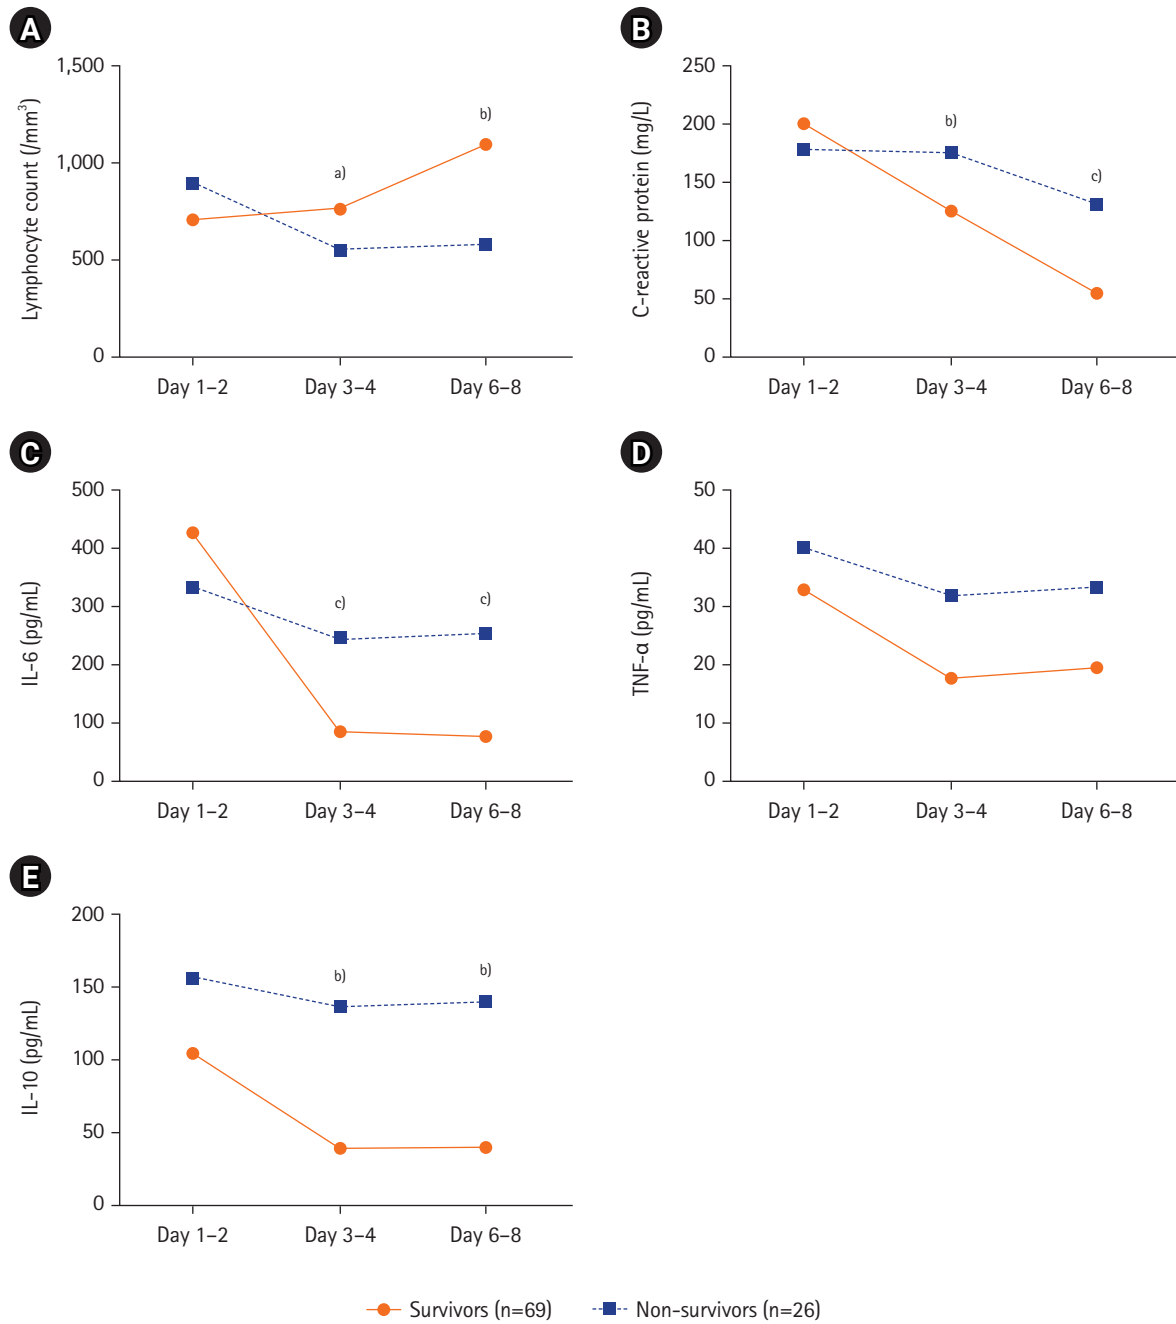 A
1,500
1,000
500
0
Lymphocyte count (/mm³)
a)
b)
Day 1–2 Day 3–4 Day 6–8
B
250
200
150
100
50
0
C-reactive protein (mg/L)
b)
c)
Day 1–2 Day 3–4 Day 6–8
C
500
400
300
200
100
0
IL-6 (pg/mL)
c) c)
Day 1–2 Day 3–4 Day 6–8
D
50
40
30
20
10
0
TNF-α (pg/mL)
Day 1–2 Day 3–4 Day 6–8
E
200
150
100
50
0
IL-10 (pg/mL)
b) b)
Day 1–2 Day 3–4 Day 6–8
Survivors (n=69) Non-survivors (n=26)